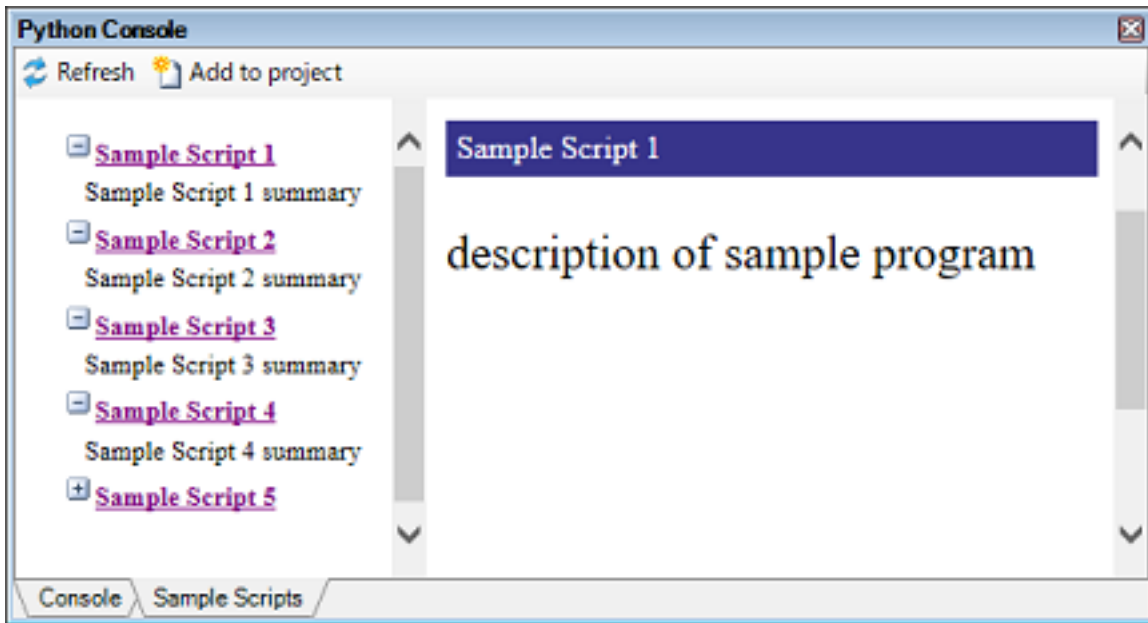 Python Console
Refresh Add to project
Sample Script 1
Sample Script 1 summary
Sample Script 2
Sample Script 2 summary
Sample Script 3
Sample Script 3 summary
Sample Script 4
Sample Script 4 summary
Sample Script 5
Sample Script 1
description of sample program
Console Sample Scripts